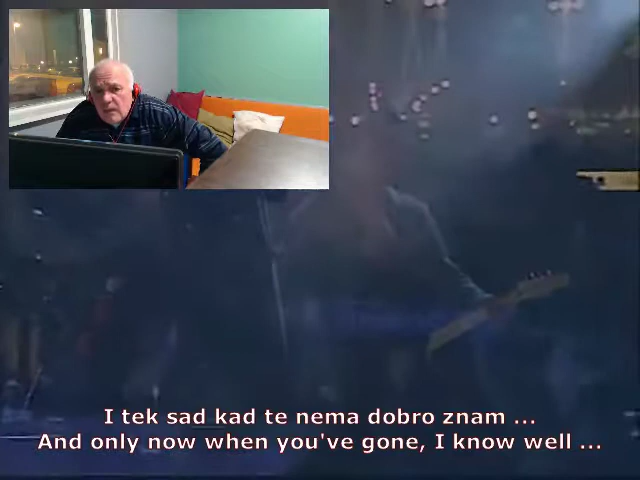 I tek sad kad te nema dobro znam ...
And only now when you've gone, I know well ...